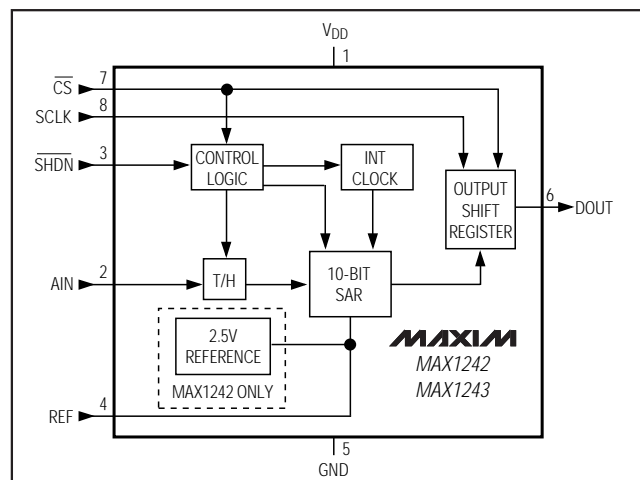 VDD
1
CS
7
SCLK
8
SHDN
3
CONTROL
LOGIC
INT
CLOCK
OUTPUT
SHIFT
REGISTER
6
DOUT
AIN
2
T/H
10-BIT
SAR
2.5V
REFERENCE
MAX1242 ONLY
MAXIM
MAX1242
MAX1243
REF
4
5
GND